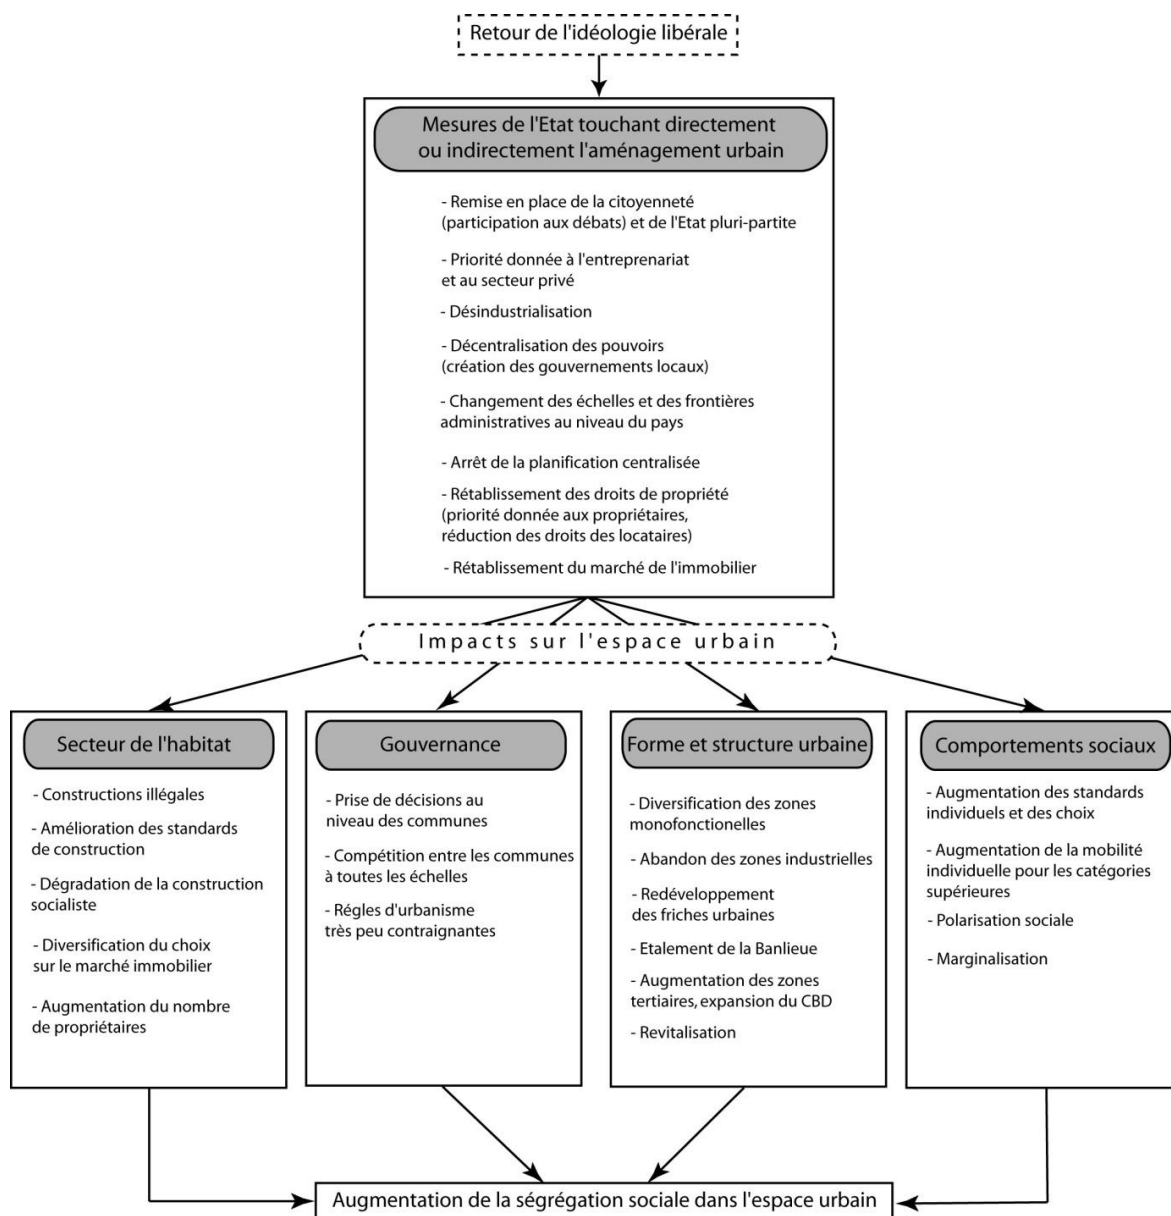 Retour de l'idéologie libérale
Mesures de l'Etat touchant directement
ou indirectement l'aménagement urbain
- Remise en place de la citoyenneté
(participation aux débats) et de l'Etat pluri-partite
- Priorité donnée à l'entreprenariat
et au secteur privé
- Désindustrialisation
- Décentralisation des pouvoirs
(création des gouvernements locaux)
- Changement des échelles et des frontières
administratives au niveau du pays
- Arrêt de la planification centralisée
- Rétablissement des droits de propriété
(priorité donnée aux propriétaires,
réduction des droits des locataires)
- Rétablissement du marché de l'immobilier
Impacts sur l'espace urbain
Secteur de l'habitat
- Constructions illégales
- Amélioration des standards
de construction
- Dégradation de la construction
socialiste
- Diversification du choix
sur le marché immobilier
- Augmentation du nombre
de propriétaires
Gouvernance
- Prise de décisions au
niveau des communes
- Compétition entre les communes
à toutes les échelles
- Régles d'urbanisme
très peu contraignantes
Forme et structure urbaine
- Diversification des zones
monofonctionelles
- Abandon des zones industrielles
- Redéveloppement
des friches urbaines
- Etalement de la Banlieue
- Augmentation des zones
tertiaires, expansion du CBD
- Revitalisation
Comportements sociaux
- Augmentation des standards
individuels et des choix
- Augmentation de la mobilité
individuelle pour les catégories
supérieures
- Polarisation sociale
- Marginalisation
Augmentation de la ségrégation sociale dans l'espace urbain